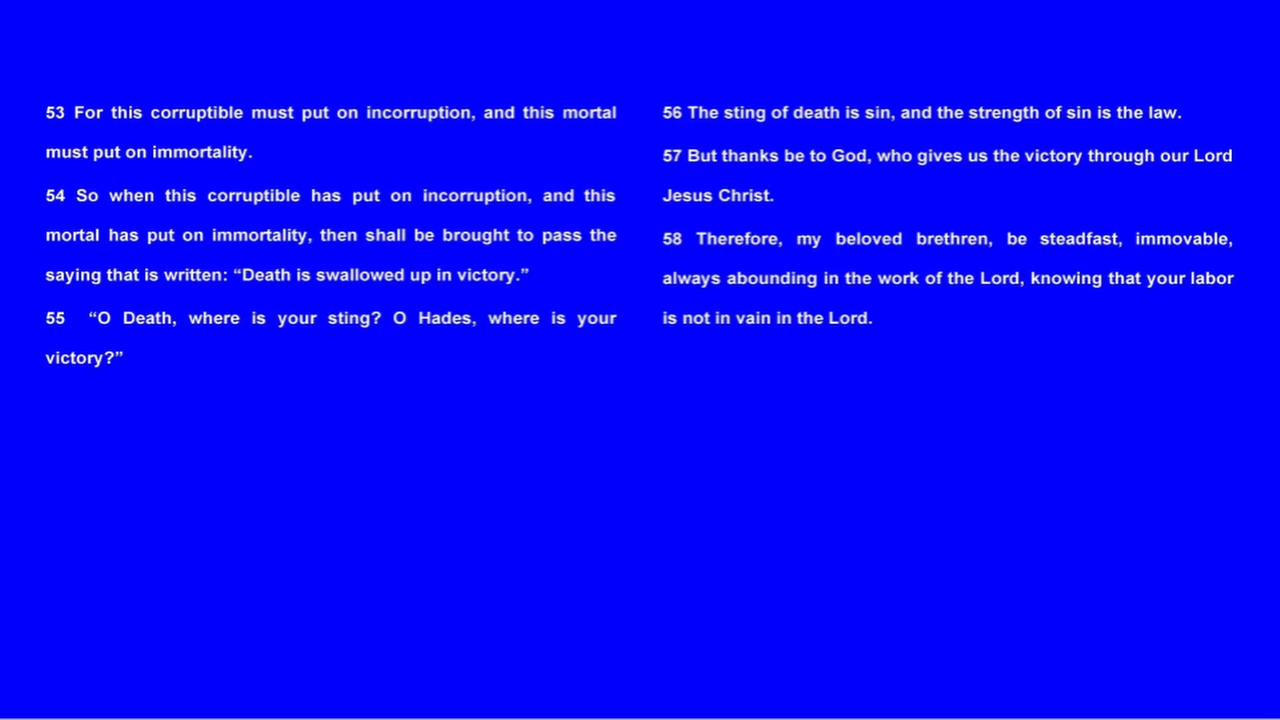 53 For this corruptible must put on incorruption, and this mortal
must put on immortality.
54 So when this corruptible has put on incorruption, and this
mortal has put on immortality, then shall be brought to pass the
saying that is written: “Death is swallowed up in victory.”
55 “O Death, where is your sting? O Hades, where is your
victory?”
56 The sting of death is sin, and the strength of sin is the law.
57 But thanks be to God, who gives us the victory through our Lord
Jesus Christ.
58 Therefore, my beloved brethren, be steadfast, immovable,
always abounding in the work of the Lord, knowing that your labor
is not in vain in the Lord.